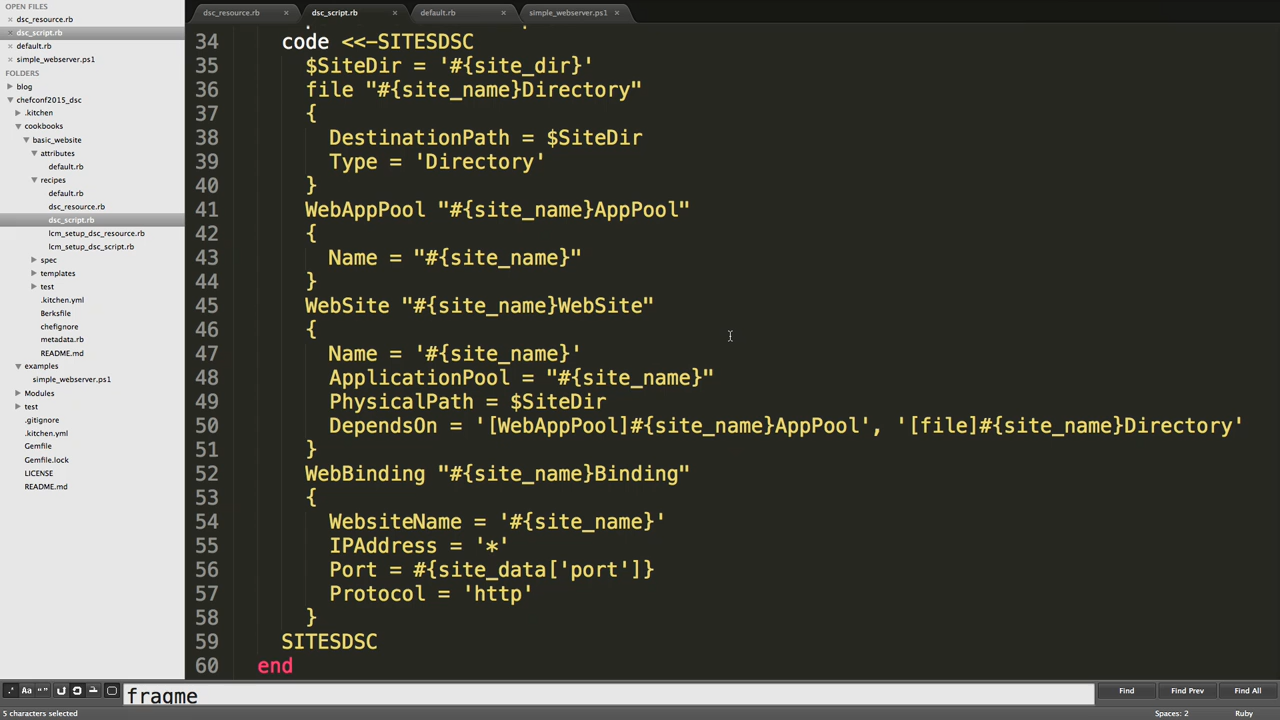 OPEN FILES
dsc_resource.rb
dsc_script.rb
default.rb
simple_webserver.ps1
FOLDERS
blog
chefconf2015_dsc
.kitchen
cookbooks
basic_website
attributes
default.rb
recipes
default.rb
dsc_resource.rb
dsc_script.rb
lcm_setup_dsc_resource.rb
lcm_setup_dsc_script.rb
spec
templates
test
.kitchen.yml
Berksfile
chefignore
metadata.rb
README.md
examples
simple_webserver.ps1
Modules
test
.gitignore
.kitchen.yml
Gemfile
Gemfile.lock
LICENSE
README.md
dsc_resource.rb × dsc_script.rb × default.rb × simple_webserver.ps1 ×
34 code <<-SITESDSC
35 $SiteDir = '#{site_dir}'
36 file "#{site_name}Directory"
37 {
38 DestinationPath = $SiteDir
39 Type = 'Directory'
40 }
41 WebAppPool "#{site_name}AppPool"
42 {
43 Name = "#{site_name}"
44 }
45 WebSite "#{site_name}WebSite"
46 {
47 Name = '#{site_name}'
48 ApplicationPool = "#{site_name}"
49 PhysicalPath = $SiteDir
50 DependsOn = '[WebAppPool]#{site_name}AppPool', '[file]#{site_name}Directory'
51 }
52 WebBinding "#{site_name}Binding"
53 {
54 WebsiteName = '#{site_name}'
55 IPAddress = '*'
56 Port = #{site_data['port']}
57 Protocol = 'http'
58 }
59 SITESDSC
60 end
.* Aa "" fragme Find Find Prev Find All
5 characters selected Spaces: 2 Ruby